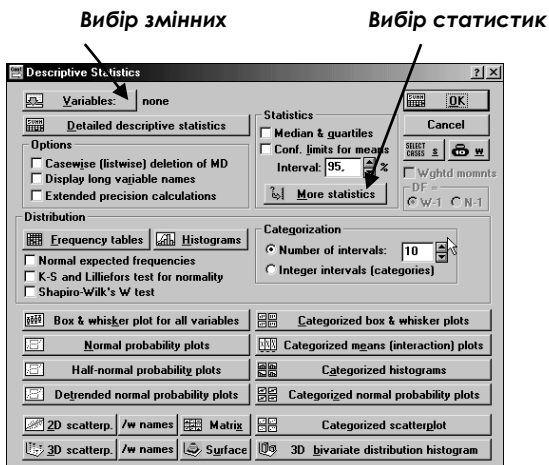 Вибір змінних
Вибір статистик
Descriptive Statistics
Variables: none
Detailed descriptive statistics
Options
Casewise (listwise) deletion of MD
Display long variable names
Extended precision calculations
Statistics
Median & quartiles
Conf. limits for means
Interval: 95, %
More statistics
OK
Cancel
SELECT CASES S
W
Wghtd momnts
DF =
W-1 N-1
Distribution
Frequency tables Histograms
Normal expected frequencies
K-S and Lilliefors test for normality
Shapiro-Wilk's W test
Categorization
Number of intervals: 10
Integer intervals (categories)
Box & whisker plot for all variables
Categorized box & whisker plots
Normal probability plots
Categorized means (interaction) plots
Half-normal probability plots
Categorized histograms
Detrended normal probability plots
Categorized normal probability plots
2D scatterp. /w names Matrix
Categorized scatterplot
3D scatterp. /w names Surface
3D bivariate distribution histogram